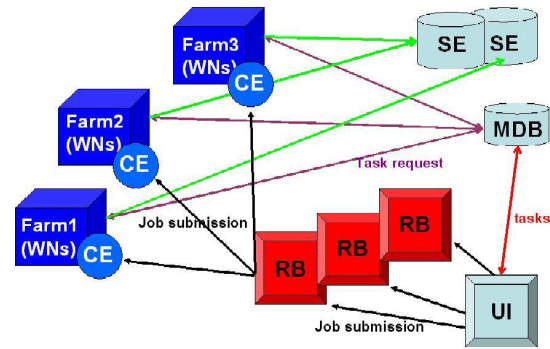 Farm3
(WNs)
CE
SE
SE
Farm2
(WNs)
CE
MDB
Task request
Farm1
(WNs)
CE
Job submission
RB
RB
RB
tasks
UI
Job submission